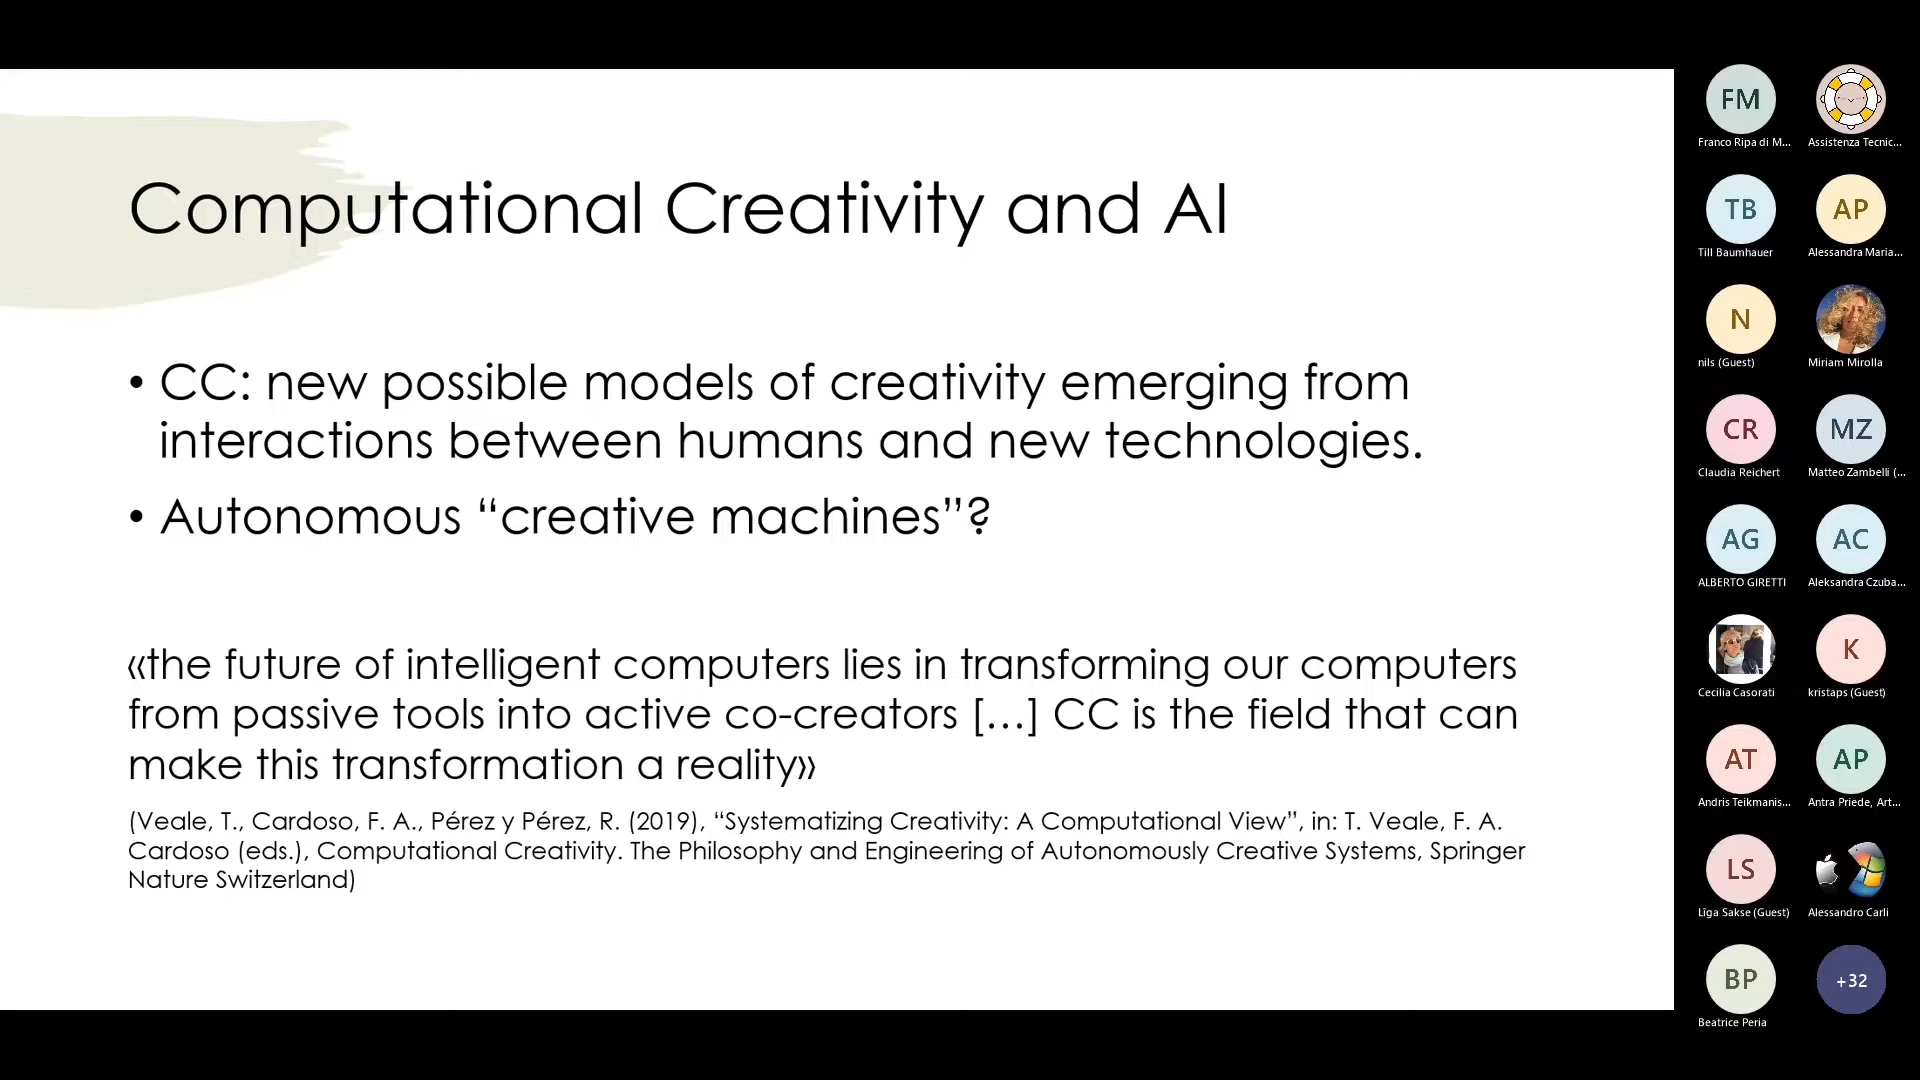 Computational Creativity and AI
• CC: new possible models of creativity emerging from
interactions between humans and new technologies.
• Autonomous “creative machines”?
«the future of intelligent computers lies in transforming our computers
from passive tools into active co-creators […] CC is the field that can
make this transformation a reality»
(Veale, T., Cardoso, F. A., Pérez y Pérez, R. (2019), “Systematizing Creativity: A Computational View”, in: T. Veale, F. A.
Cardoso (eds.), Computational Creativity. The Philosophy and Engineering of Autonomously Creative Systems, Springer
Nature Switzerland)
FM
Franco Ripa di M...
Assistenza Tecnic...
TB
Till Baumhauer
AP
Alessandra Maria...
N
nils (Guest)
Miriam Mirolla
CR
Claudia Reichert
MZ
Matteo Zambelli (...
AG
ALBERTO GIRETTI
AC
Aleksandra Czuba...
Cecilia Casorati
K
kristaps (Guest)
AT
Andris Teikmanis...
AP
Antra Priede, Art...
LS
Līga Sakse (Guest)
Alessandro Carli
BP
Beatrice Peria
+32